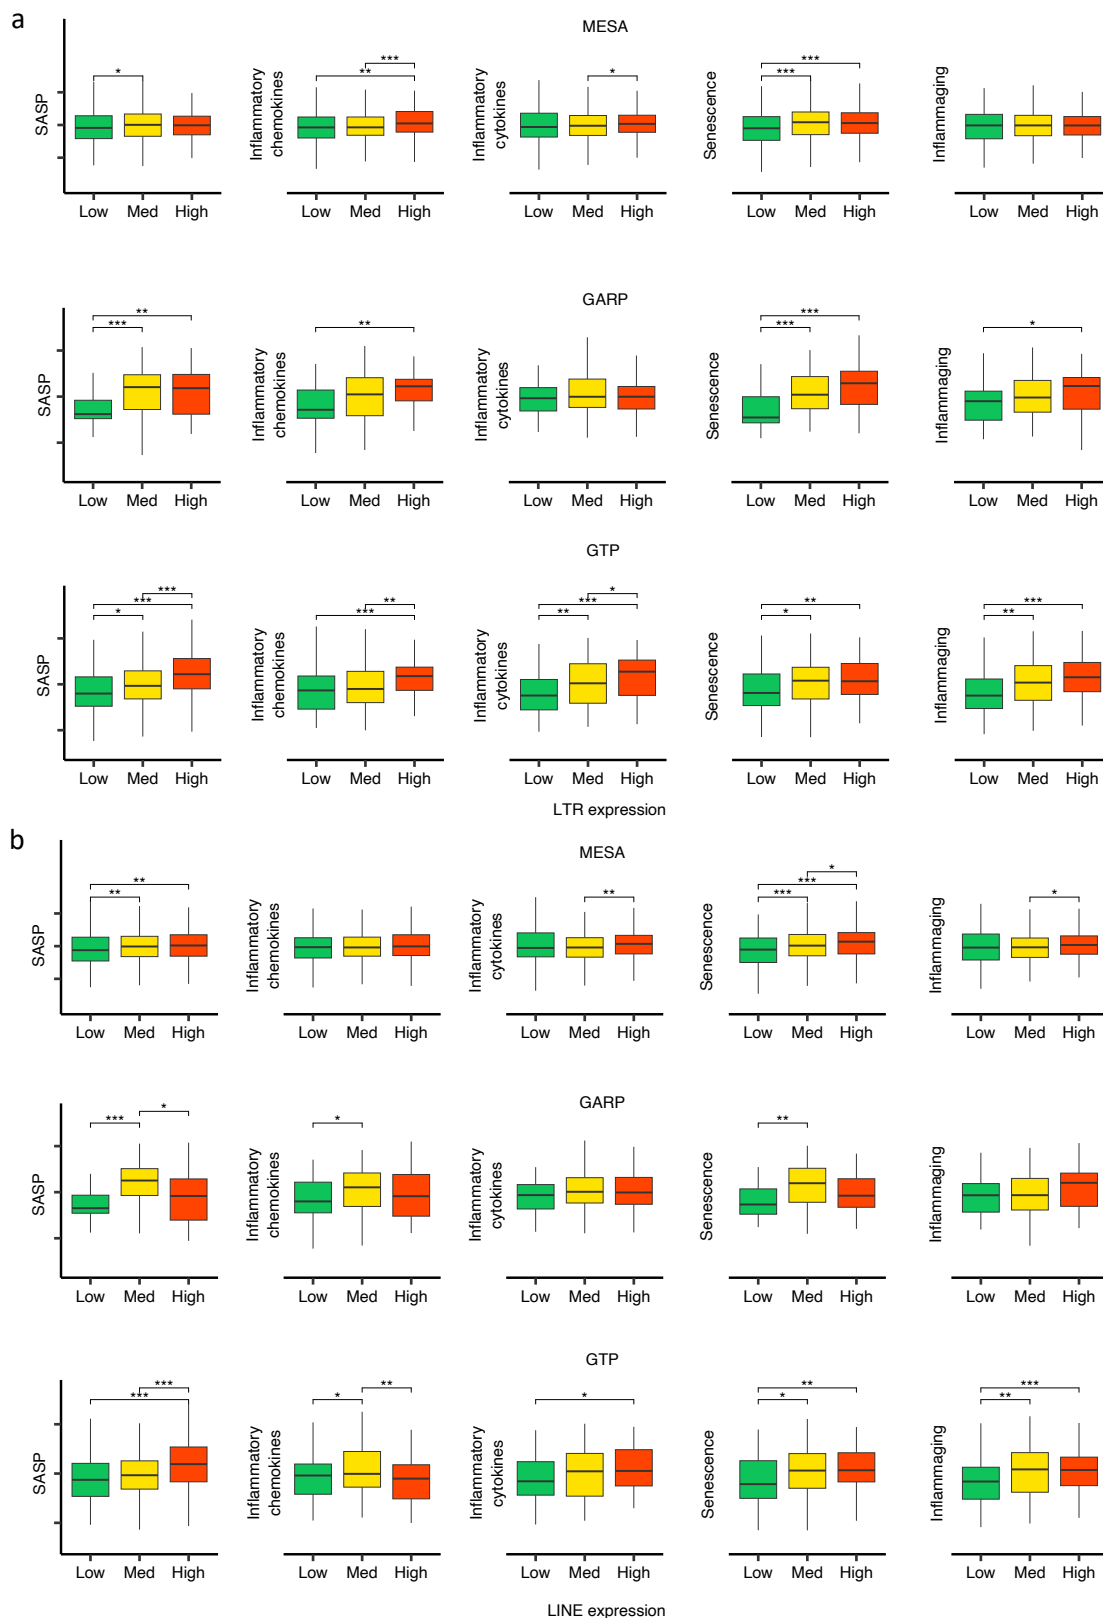 a
MESA
SASP
Inflammatory
chemokines
Inflammatory
cytokines
Senescence
Inflammaging
* 
*** 
** 
* 
*** 
*** 
Low Med High
Low Med High
Low Med High
Low Med High
Low Med High
GARP
SASP
Inflammatory
chemokines
Inflammatory
cytokines
Senescence
Inflammaging
** 
*** 
** 
*** 
*** 
* 
Low Med High
Low Med High
Low Med High
Low Med High
Low Med High
GTP
SASP
Inflammatory
chemokines
Inflammatory
cytokines
Senescence
Inflammaging
*** 
*** 
* 
** 
*** 
* 
*** 
** 
** 
* 
*** 
** 
Low Med High
Low Med High
Low Med High
Low Med High
Low Med High
LTR expression
b
MESA
SASP
Inflammatory
chemokines
Inflammatory
cytokines
Senescence
Inflammaging
** 
** 
** 
* 
*** 
*** 
* 
Low Med High
Low Med High
Low Med High
Low Med High
Low Med High
GARP
SASP
Inflammatory
chemokines
Inflammatory
cytokines
Senescence
Inflammaging
* 
*** 
* 
** 
Low Med High
Low Med High
Low Med High
Low Med High
Low Med High
GTP
SASP
Inflammatory
chemokines
Inflammatory
cytokines
Senescence
Inflammaging
*** 
*** 
* 
** 
* 
** 
* 
*** 
** 
Low Med High
Low Med High
Low Med High
Low Med High
Low Med High
LINE expression